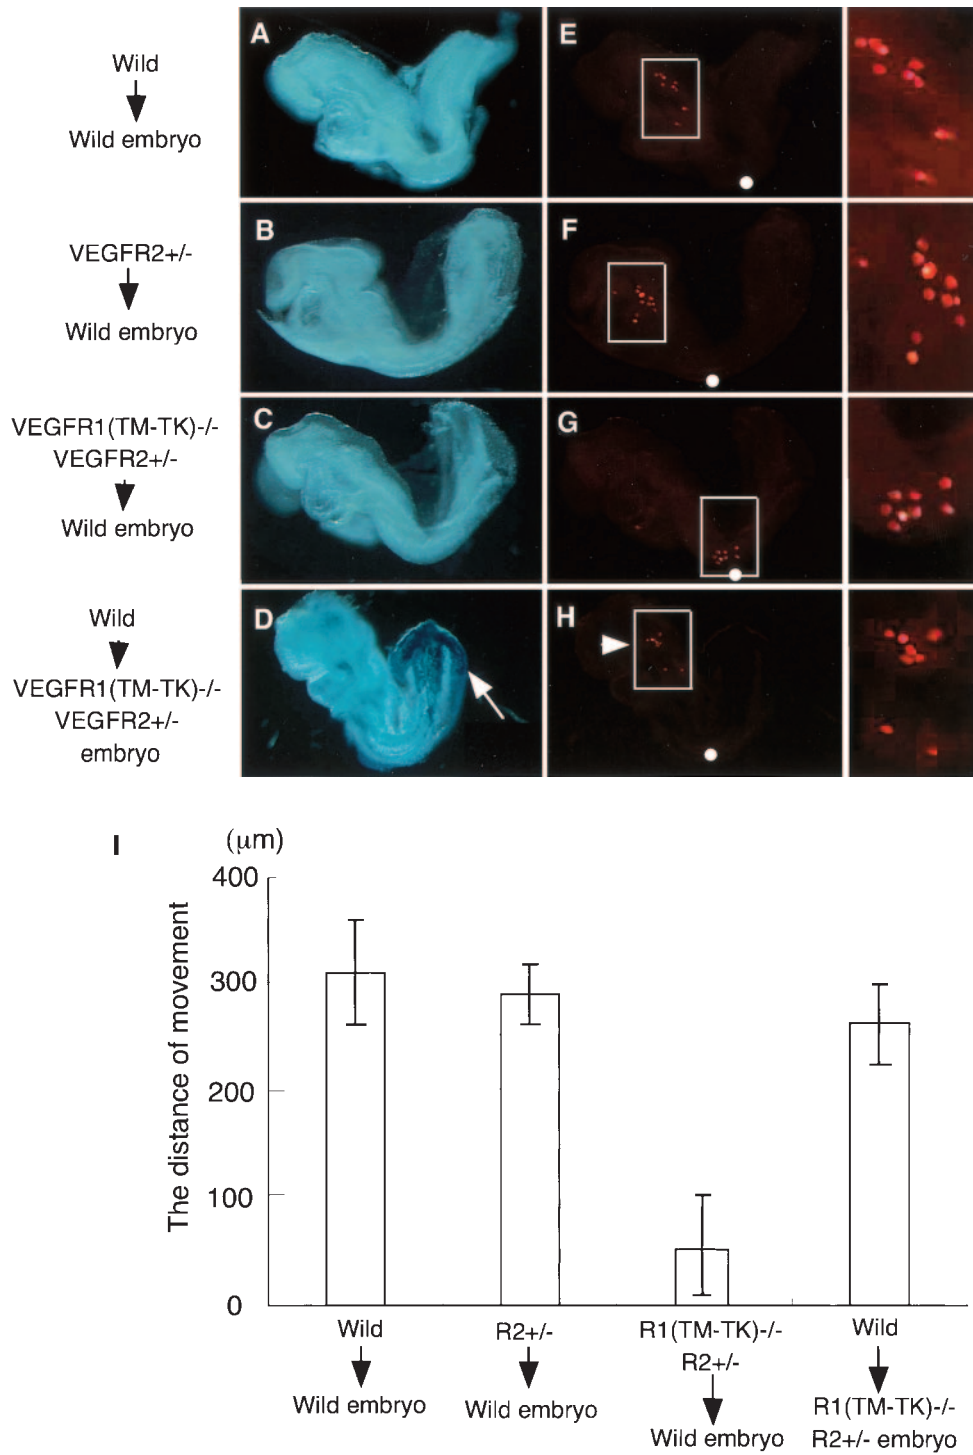 A
E
Wild
Wild embryo
B
F
VEGFR2+/-
Wild embryo
C
G
VEGFR1(TM-TK)-/-
VEGFR2+/-
Wild embryo
D
H
Wild
VEGFR1(TM-TK)-/-
VEGFR2+/-
embryo
I
(μm)
The distance of movement
400
300
200
100
0
Wild
Wild embryo
R2+/-
Wild embryo
R1(TM-TK)-/-
R2+/-
Wild embryo
Wild
R1(TM-TK)-/-
R2+/- embryo